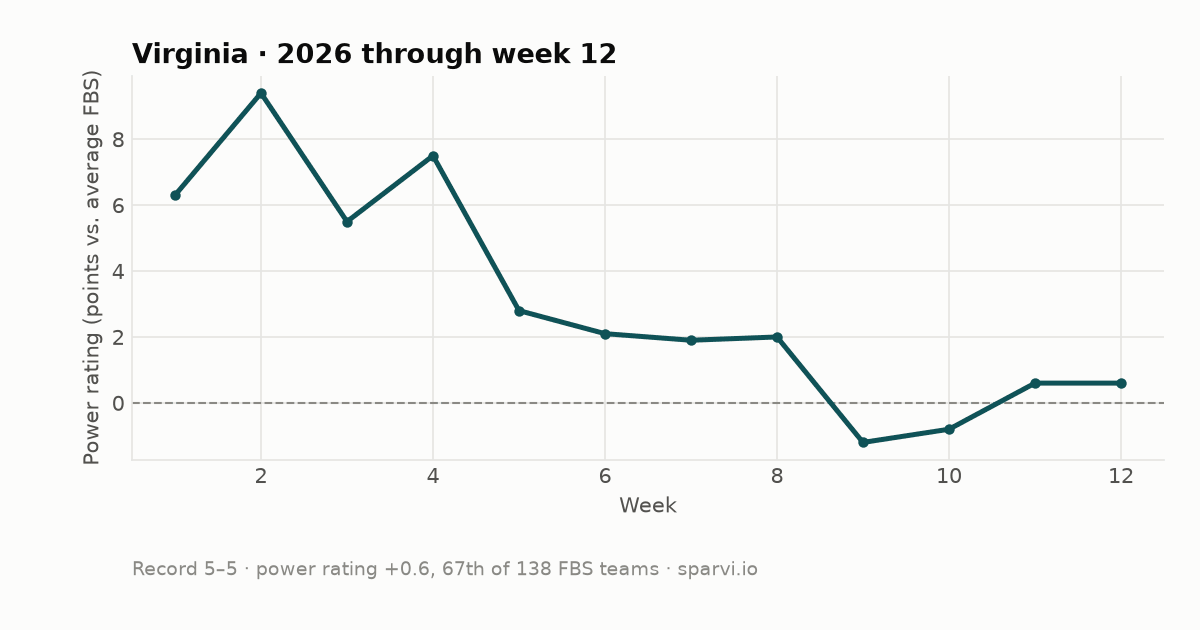 Virginia · 2026 through week 12
Power rating (points vs. average FBS)
8
6
4
2
0
2 4 6 8 10 12
Week
Record 5–5 · power rating +0.6, 67th of 138 FBS teams · sparvi.io